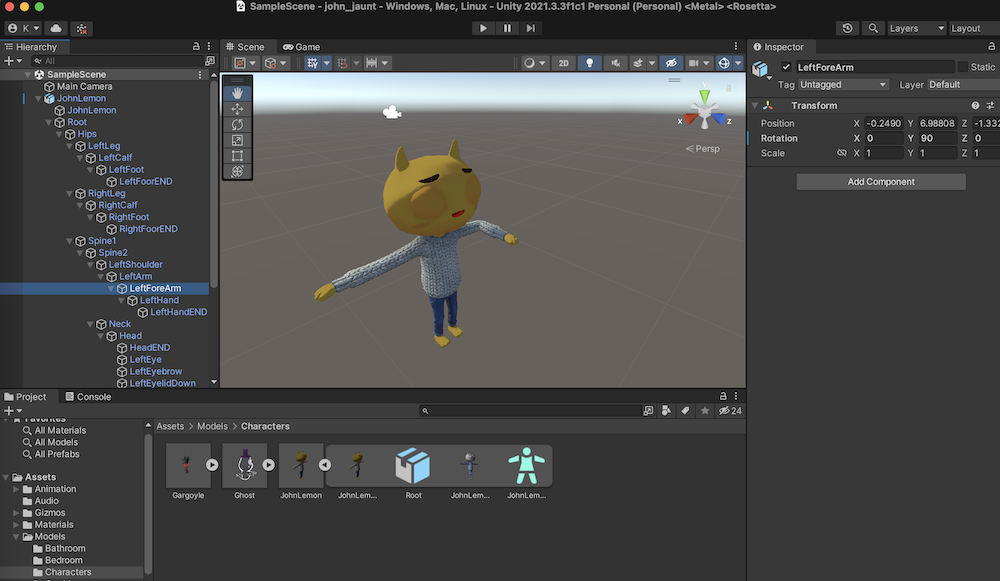 SampleScene - john_jaunt - Windows, Mac, Linux - Unity 2021.3.3f1c1 Personal (Personal) <Metal> <Rosetta>
K
Layers
Layout
Hierarchy
All
SampleScene
Main Camera
JohnLemon
JohnLemon
Root
Hips
LeftLeg
LeftCalf
LeftFoot
LeftFoorEND
RightLeg
RightCalf
RightFoot
RightFoorEND
Spine1
Spine2
LeftShoulder
LeftArm
LeftForeArm
LeftHand
LeftHandEND
Neck
Head
HeadEND
LeftEye
LeftEyebrow
LeftEyelidDown
Scene
Game
2D
x
y
z
Persp
Inspector
LeftForeArm
Static
Tag Untagged
Layer Default
Transform
Position X -0.2490 Y 6.98808 Z -1.332
Rotation X 0 Y 90 Z 0
Scale X 1 Y 1 Z 1
Add Component
Project
Console
24
Favorites
All Materials
All Models
All Prefabs
Assets
Animation
Audio
Gizmos
Materials
Models
Bathroom
Bedroom
Characters
Assets
Models
Characters
Gargoyle
Ghost
JohnLemon
JohnLem...
Root
JohnLem...
JohnLem...